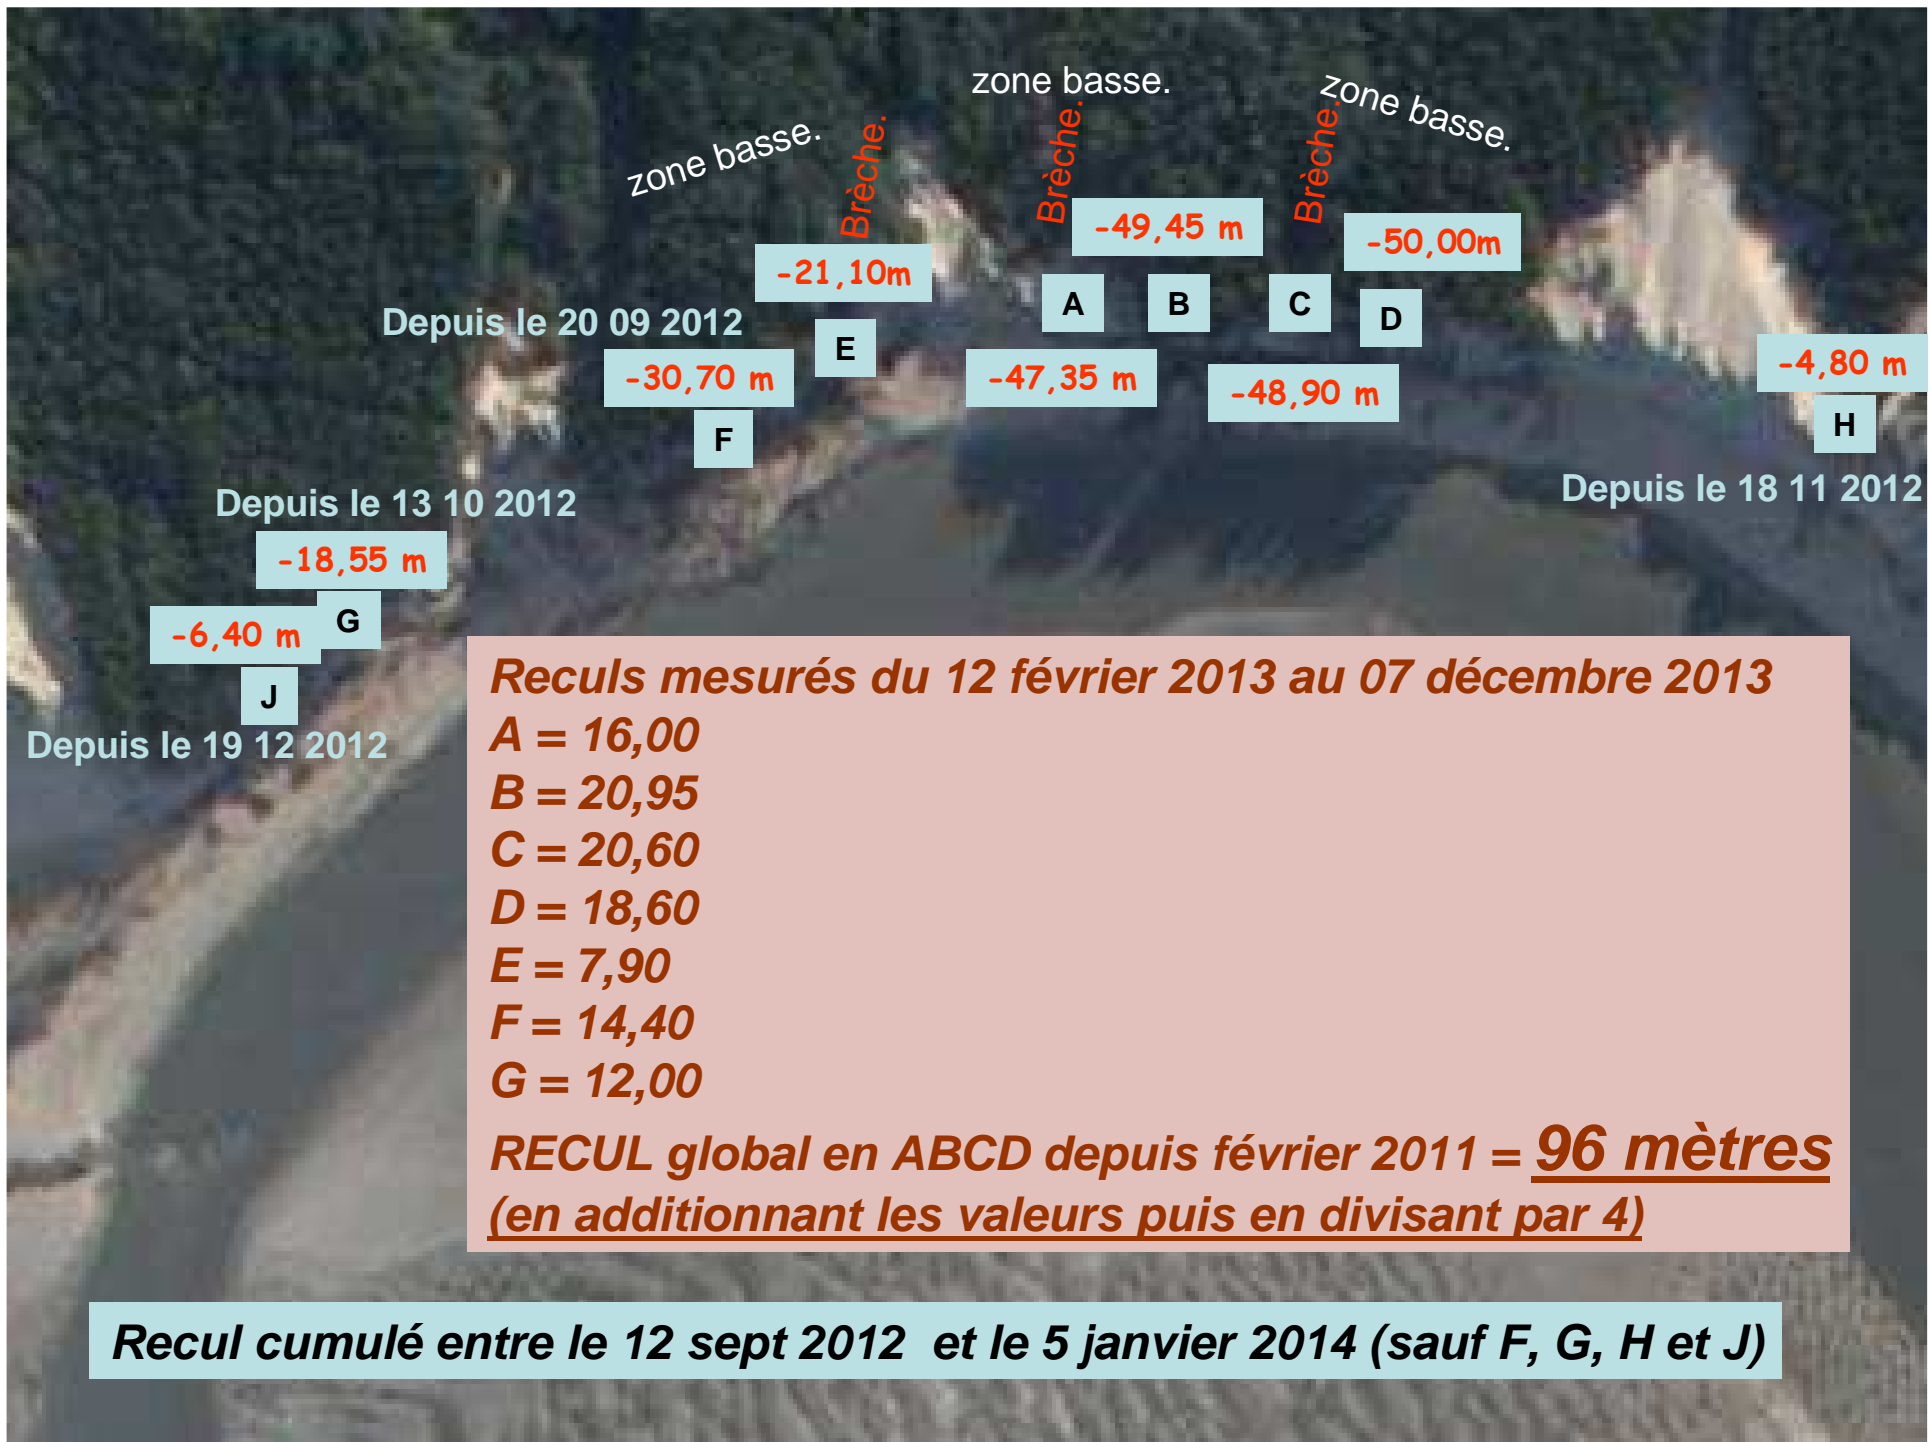 zone basse.
zone basse.
zone basse.
Brèche.
Brèche.
Brèche.
-49,45 m
-50,00m
-21,10m
A
B
C
D
Depuis le 20 09 2012
E
-30,70 m
-47,35 m
-48,90 m
-4,80 m
F
H
Depuis le 13 10 2012
Depuis le 18 11 2012
-18,55 m
G
-6,40 m
J
Depuis le 19 12 2012
Reculs mesurés du 12 février 2013 au 07 décembre 2013
A = 16,00
B = 20,95
C = 20,60
D = 18,60
E = 7,90
F = 14,40
G = 12,00
RECUL global en ABCD depuis février 2011 = 96 mètres
(en additionnant les valeurs puis en divisant par 4)
Recul cumulé entre le 12 sept 2012 et le 5 janvier 2014 (sauf F, G, H et J)